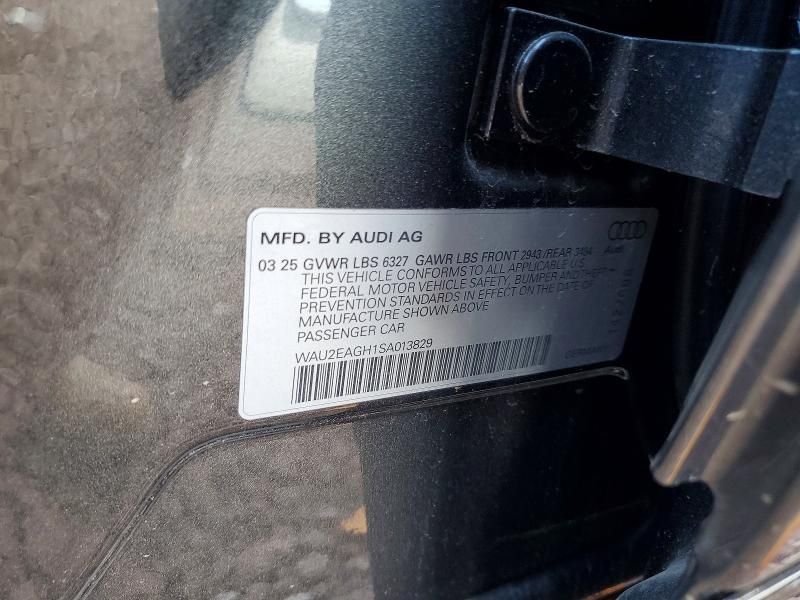 MFD. BY AUDI AG
Audi
03 25 GVWR LBS 6327 GAWR LBS FRONT 2943 /REAR 3494
THIS VEHICLE CONFORMS TO ALL APPLICABLE U.S.
FEDERAL MOTOR VEHICLE SAFETY, BUMPER AND THEFT
PREVENTION STANDARDS IN EFFECT ON THE DATE OF
MANUFACTURE SHOWN ABOVE
PASSENGER CAR
WAU2EAGH1SA013829
GERMANY